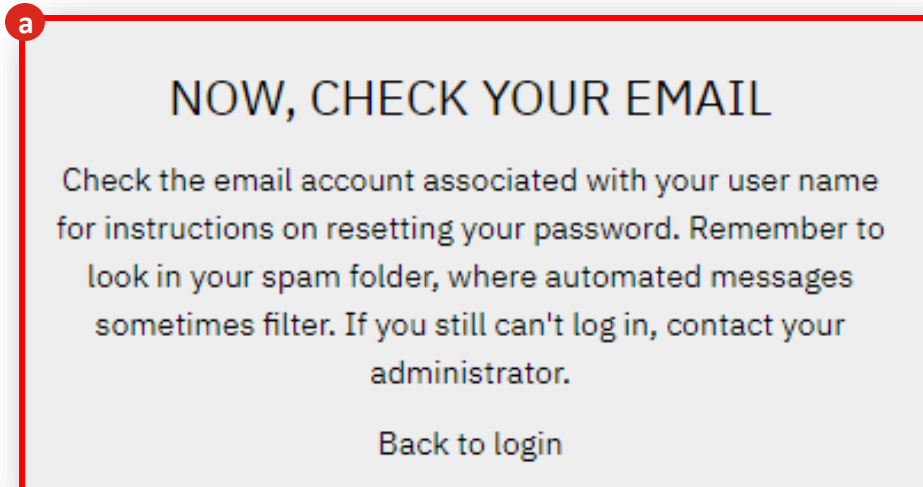 a
NOW, CHECK YOUR EMAIL
Check the email account associated with your user name
for instructions on resetting your password. Remember to
look in your spam folder, where automated messages
sometimes filter. If you still can't log in, contact your
administrator.
Back to login